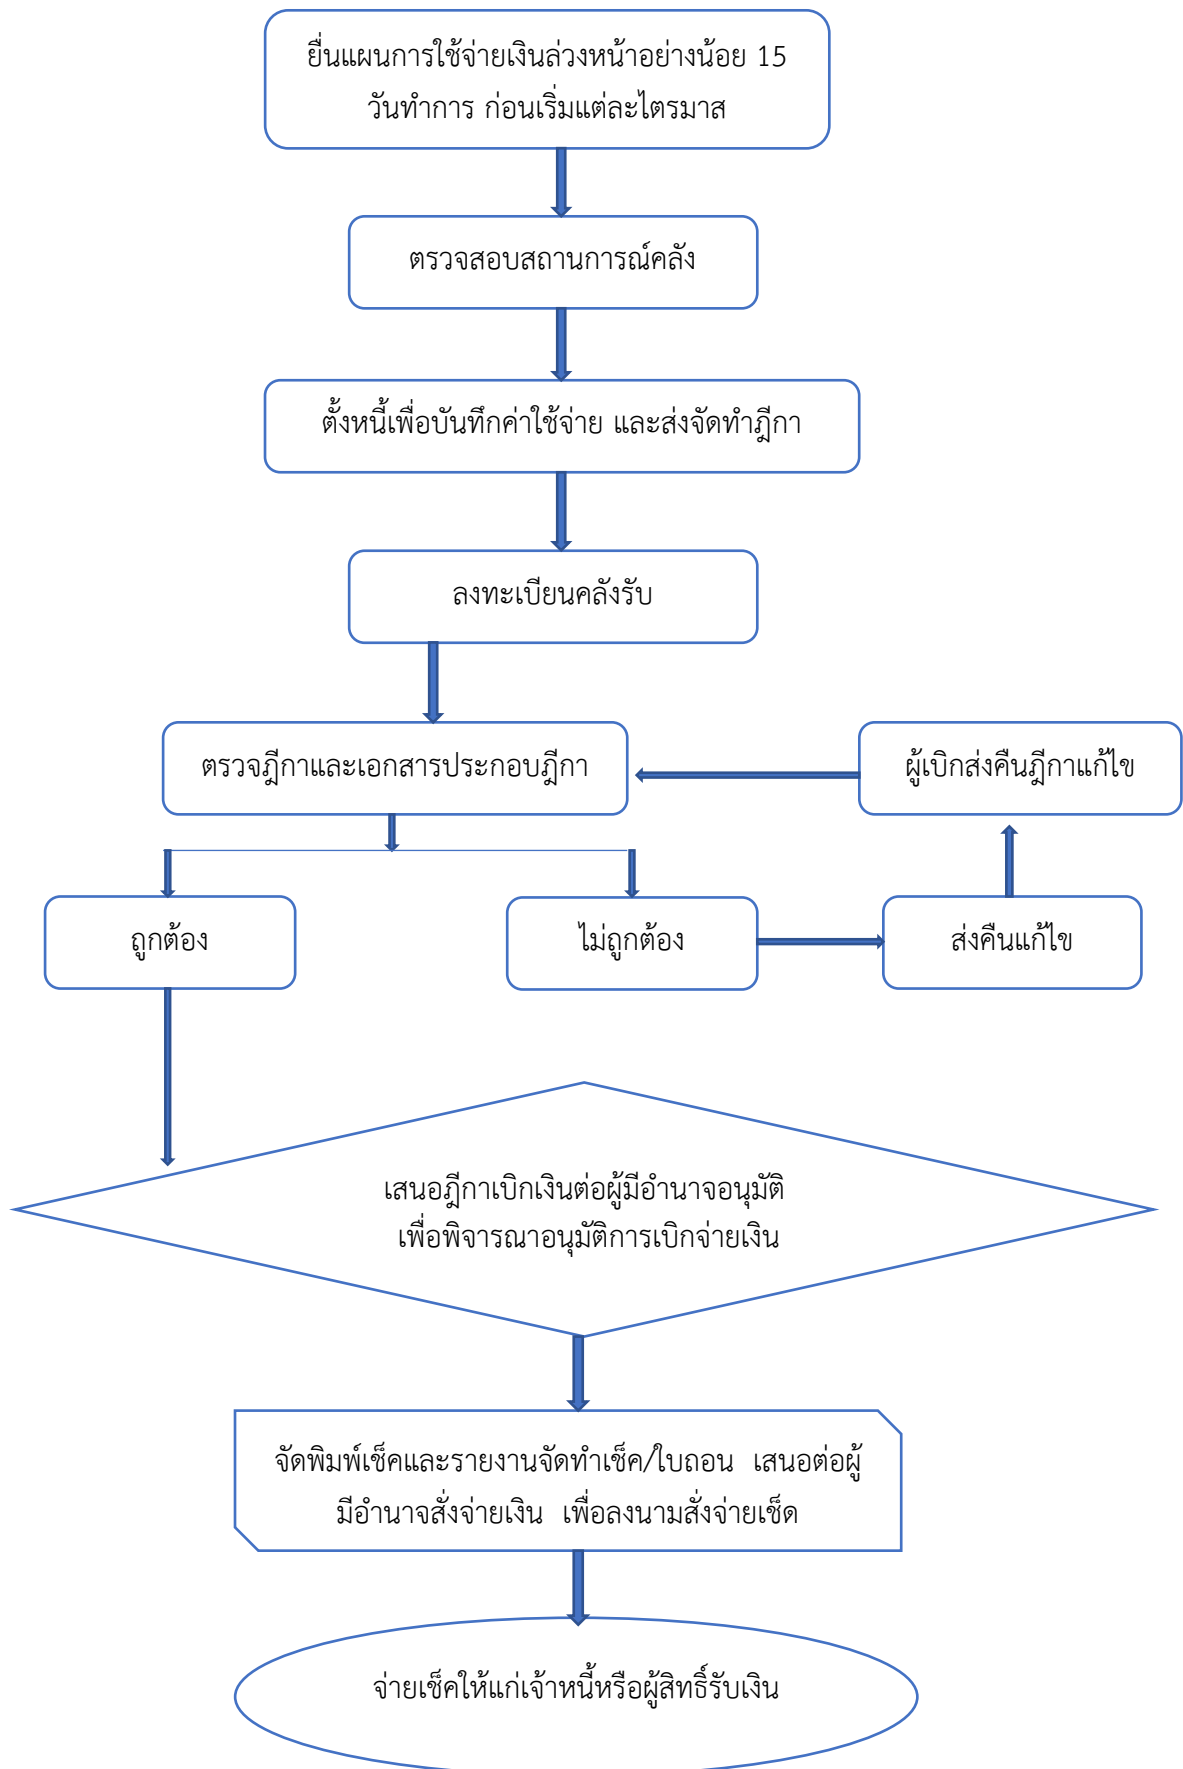 ยื่นแผนการใช้จ่ายเงินล่วงหน้าอย่างน้อย 15
วันทำการ ก่อนเริ่มแต่ละไตรมาส
ตรวจสอบสถานการณ์คลัง
ตั้งหนี้เพื่อบันทึกค่าใช้จ่าย และส่งจัดทำฎีกา
ลงทะเบียนคลังรับ
ตรวจฎีกาและเอกสารประกอบฎีกา
ผู้เบิกส่งคืนฎีกาแก้ไข
ถูกต้อง
ไม่ถูกต้อง
ส่งคืนแก้ไข
เสนอฎีกาเบิกเงินต่อผู้มีอำนาจอนุมัติ
เพื่อพิจารณาอนุมัติการเบิกจ่ายเงิน
จัดพิมพ์เช็คและรายงานจัดทำเช็ค/ใบถอน เสนอต่อผู้
มีอำนาจสั่งจ่ายเงิน เพื่อลงนามสั่งจ่ายเช็ด
จ่ายเช็คให้แก่เจ้าหนี้หรือผู้สิทธิ์รับเงิน